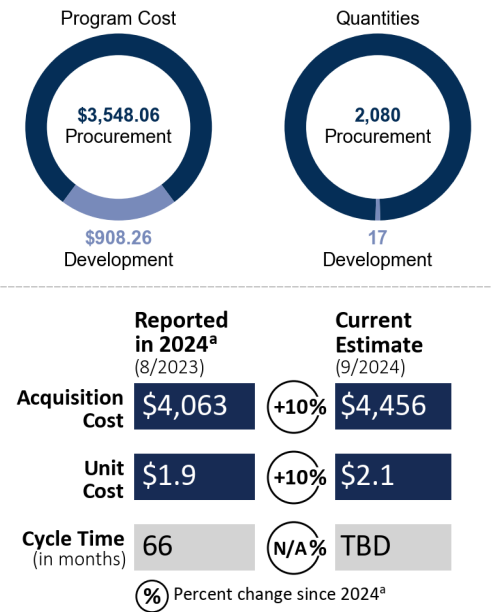 Program Cost
$3,548.06
Procurement
$908.26
Development
Quantities
2,080
Procurement
17
Development
Reported
in 2024ª
(8/2023)
Current
Estimate
(9/2024)
Acquisition
Cost
$4,063
+10%
$4,456
Unit
Cost
$1.9
+10%
$2.1
Cycle Time
(in months)
66
N/A%
TBD
% Percent change since 2024ª